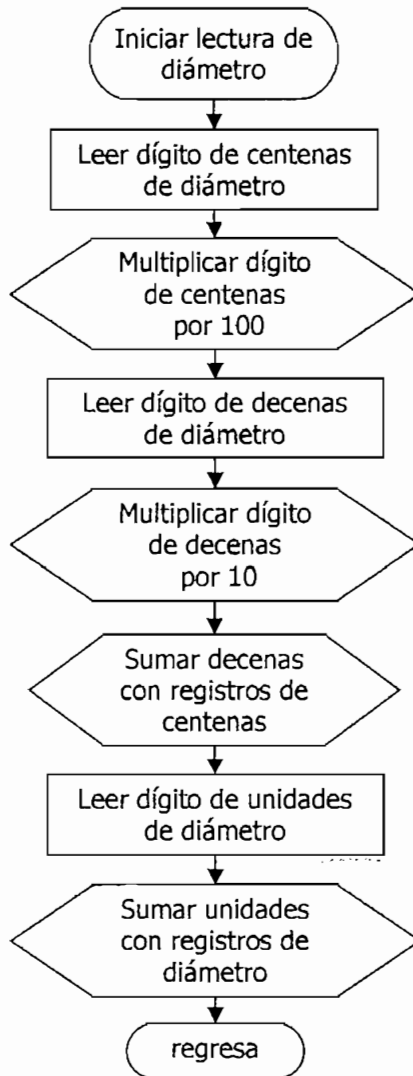 Iniciar lectura de
diámetro
Leer dígito de centenas
de diámetro
Multiplicar dígito
de centenas
por 100
Leer dígito de decenas
de diámetro
Multiplicar dígito
de decenas
por 10
Sumar decenas
con registros de
centenas
Leer dígito de unidades
de diámetro
Sumar unidades
con registros de
diámetro
regresa